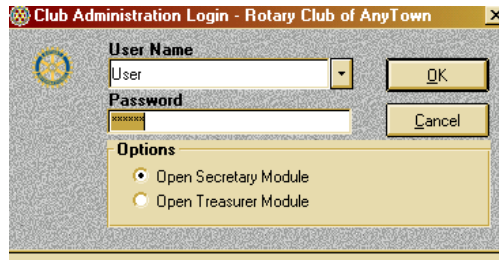 Club Administration Login - Rotary Club of AnyTown
User Name
User
OK
Password
xxxxxx
Cancel
Options
Open Secretary Module
Open Treasurer Module